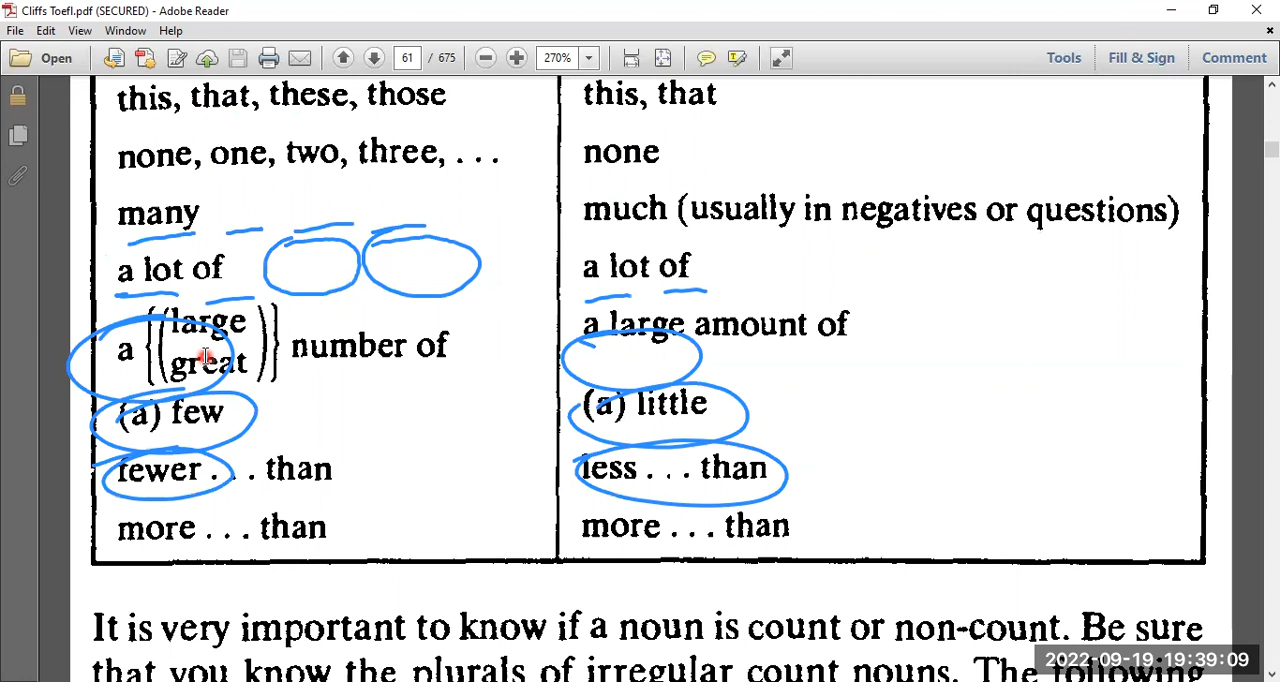 Cliffs Toefl.pdf (SECURED) - Adobe Reader
File Edit View Window Help
Open 61 / 675 270% Tools Fill & Sign Comment
this, that, these, those
this, that
none, one, two, three, . . .
none
many
much (usually in negatives or questions)
a lot of
a lot of
a {(large
great)} number of
a large amount of
(a) few
(a) little
fewer . . . than
less . . . than
more . . . than
more . . . than
It is very important to know if a noun is count or non-count. Be sure
that you know the plurals of irregular count nouns. The following
2022-09-19 19:39:09